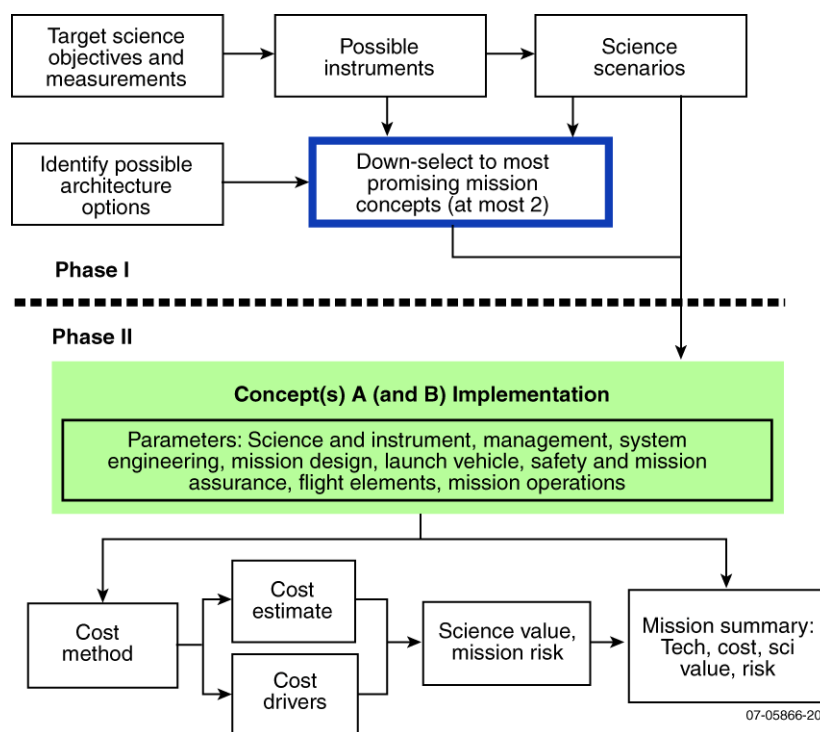 Target science
objectives and
measurements
Possible
instruments
Science
scenarios
Identify possible
architecture
options
Down-select to most
promising mission
concepts (at most 2)
Phase I
Phase II
Concept(s) A (and B) Implementation
Parameters: Science and instrument, management, system
engineering, mission design, launch vehicle, safety and mission
assurance, flight elements, mission operations
Cost
method
Cost
estimate
Cost
drivers
Science value,
mission risk
Mission summary:
Tech, cost, sci
value, risk
07-05866-20